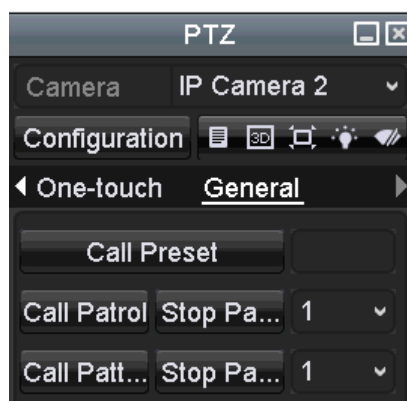 PTZ
Camera IP Camera 2
Configuration 3D
One-touch General
Call Preset
Call Patrol Stop Pa... 1
Call Patt... Stop Pa... 1